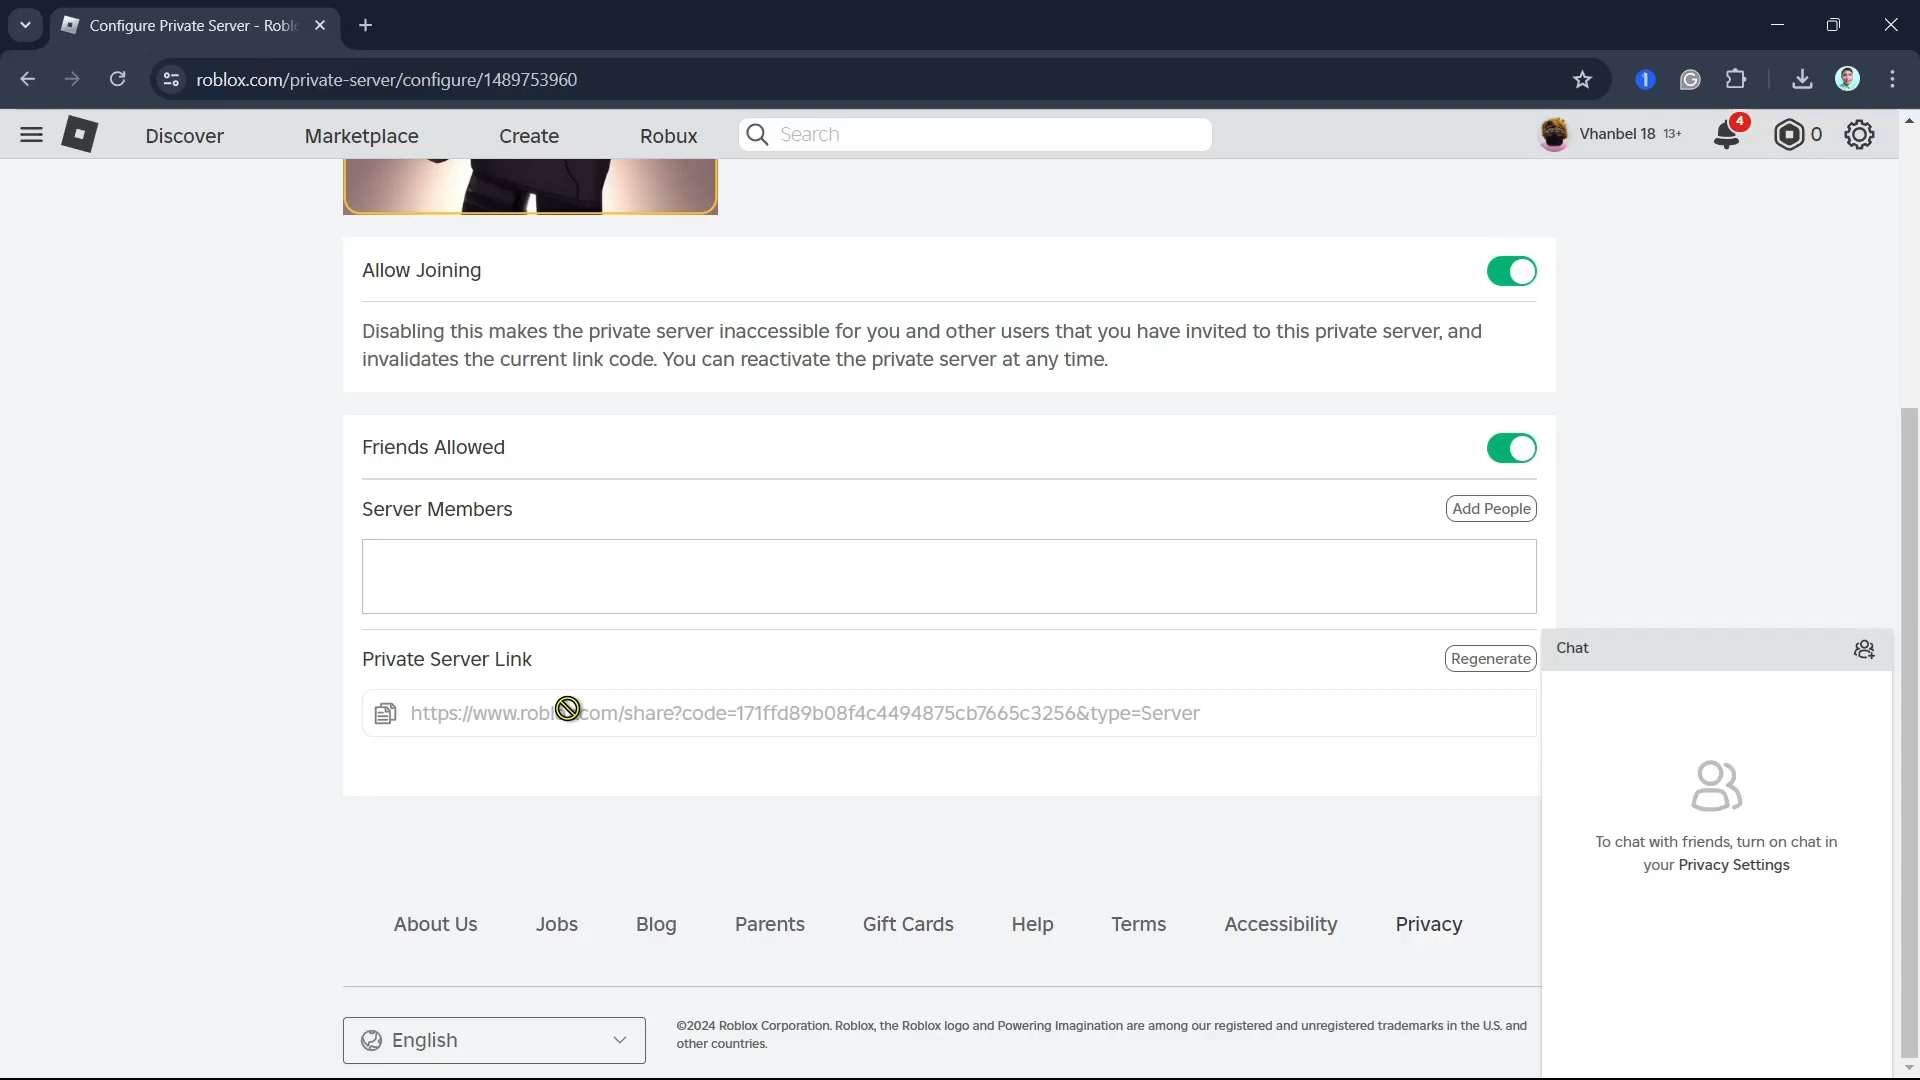 Configure Private Server - Robl
roblox.com/private-server/configure/1489753960
Discover
Marketplace
Create
Robux
Search
Vhanbel 18 13+
4
0
Allow Joining
Disabling this makes the private server inaccessible for you and other users that you have invited to this private server, and
invalidates the current link code. You can reactivate the private server at any time.
Friends Allowed
Server Members
Add People
Private Server Link
Regenerate
https://www.robl com/share?code=171ffd89b08f4c4494875cb7665c3256&type=Server
Chat
To chat with friends, turn on chat in
your Privacy Settings
About Us
Jobs
Blog
Parents
Gift Cards
Help
Terms
Accessibility
Privacy
English
©2024 Roblox Corporation. Roblox, the Roblox logo and Powering Imagination are among our registered and unregistered trademarks in the U.S. and
other countries.